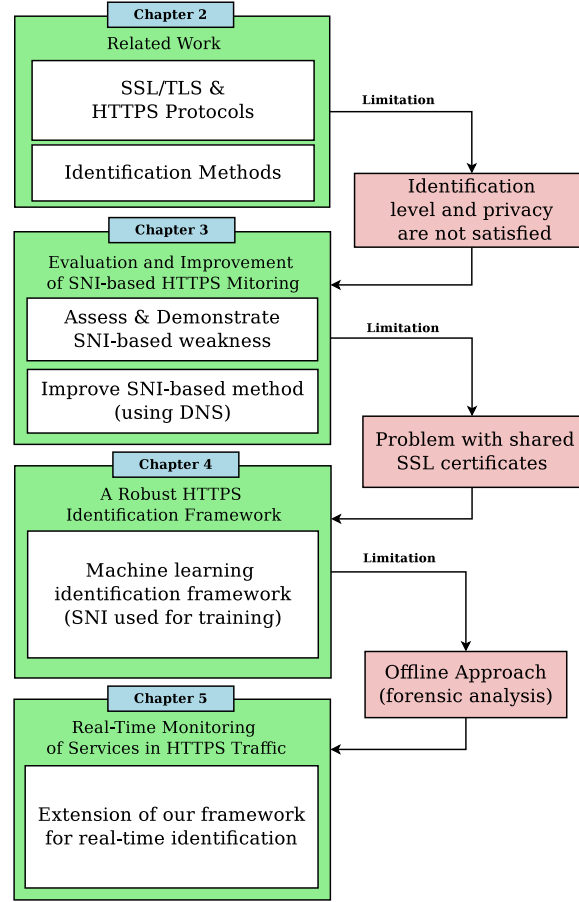 Chapter 2
Related Work
SSL/TLS &
HTTPS Protocols
Identification Methods
Limitation
Identification
level and privacy
are not satisfied
Chapter 3
Evaluation and Improvement
of SNI-based HTTPS Mitoring
Assess & Demonstrate
SNI-based weakness
Improve SNI-based method
(using DNS)
Limitation
Problem with shared
SSL certificates
Chapter 4
A Robust HTTPS
Identification Framework
Machine learning
identification framework
(SNI used for training)
Limitation
Offline Approach
(forensic analysis)
Chapter 5
Real-Time Monitoring
of Services in HTTPS Traffic
Extension of our framework
for real-time identification